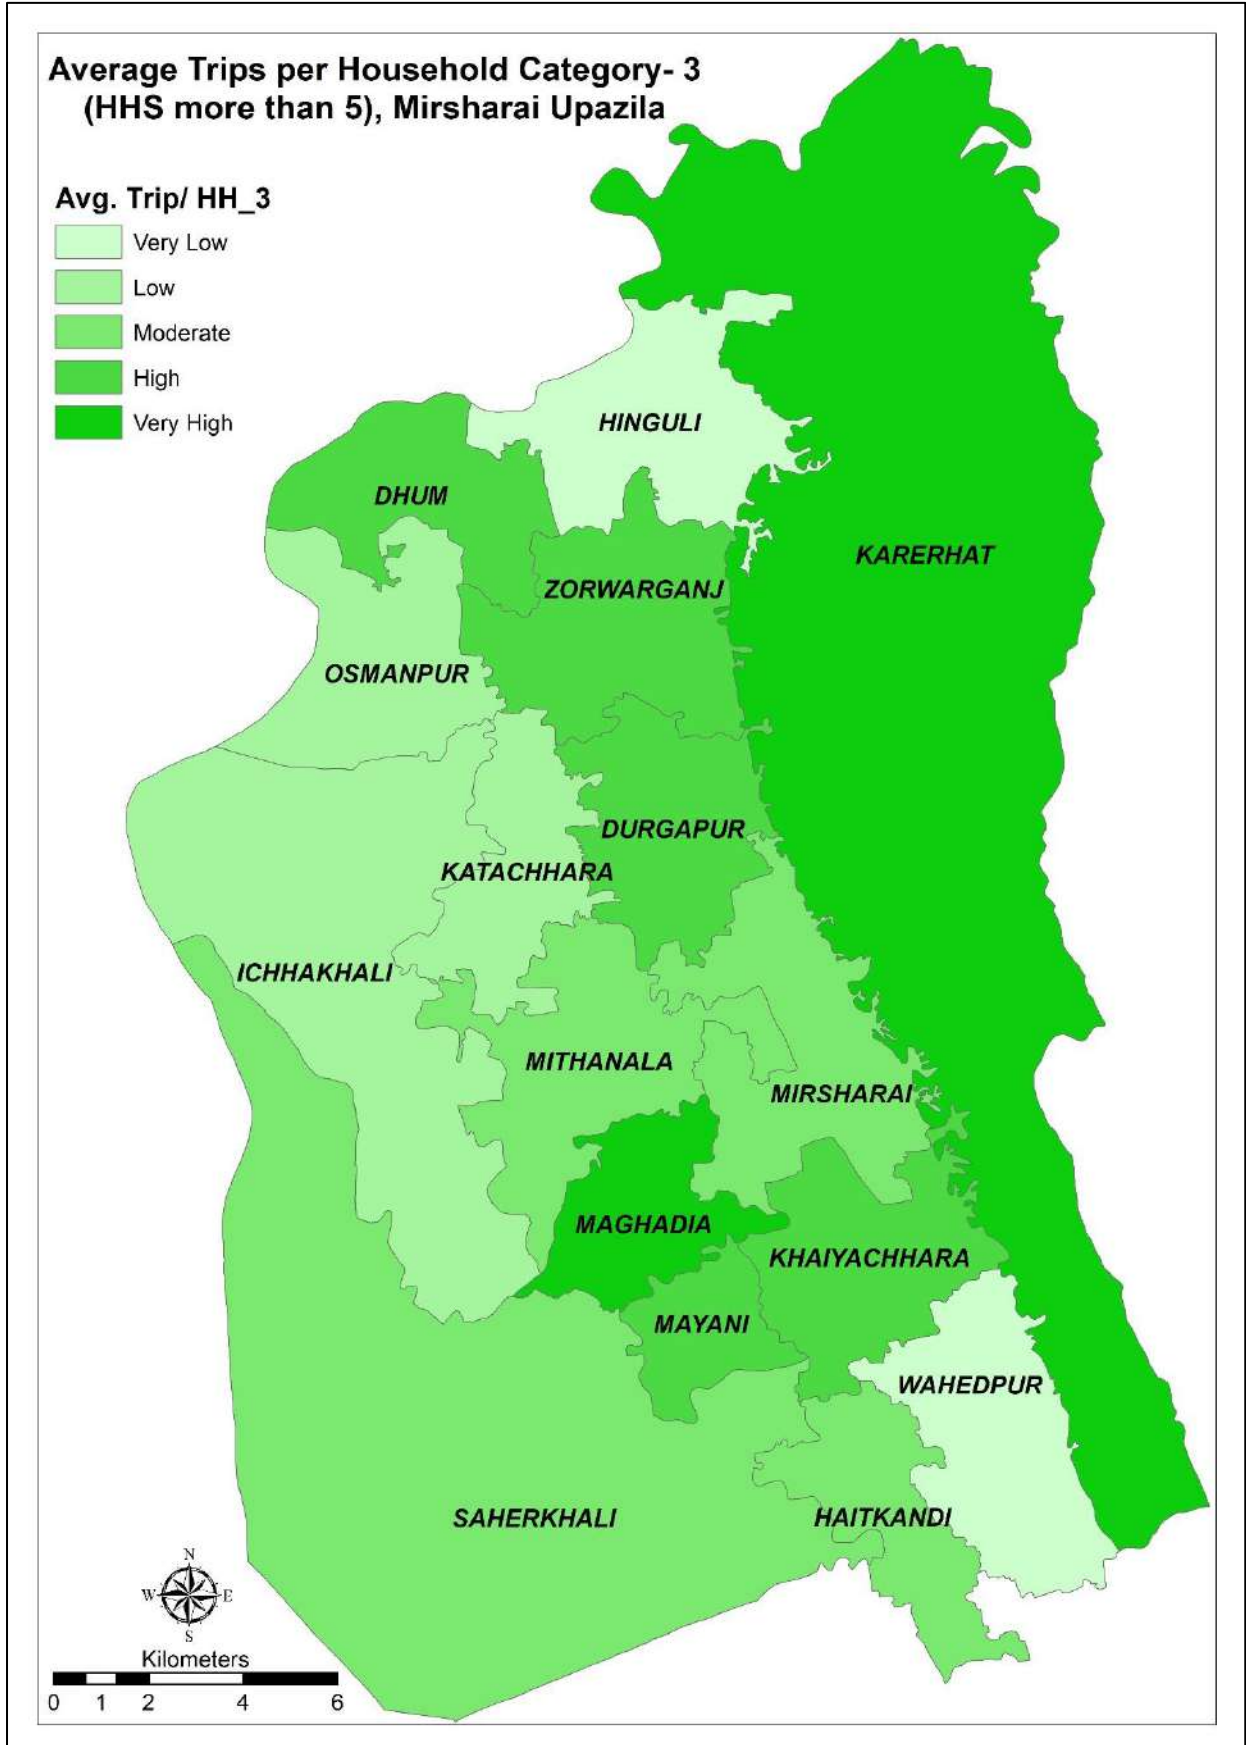 Average Trips per Household Category- 3
(HHS more than 5), Mirsharai Upazila
Avg. Trip/ HH_3
Very Low
Low
Moderate
High
Very High
HINGULI
DHUM
KARERHAT
ZORWARGANJ
OSMANPUR
DURGAPUR
KATACHHARA
ICHHAKHALI
MITHANALA
MIRSHARAI
MAGHADIA
KHAIYACHHARA
MAYANI
WAHEDPUR
SAHERKHALI
HAITKANDI
N
W E
S
Kilometers
0 1 2 4 6